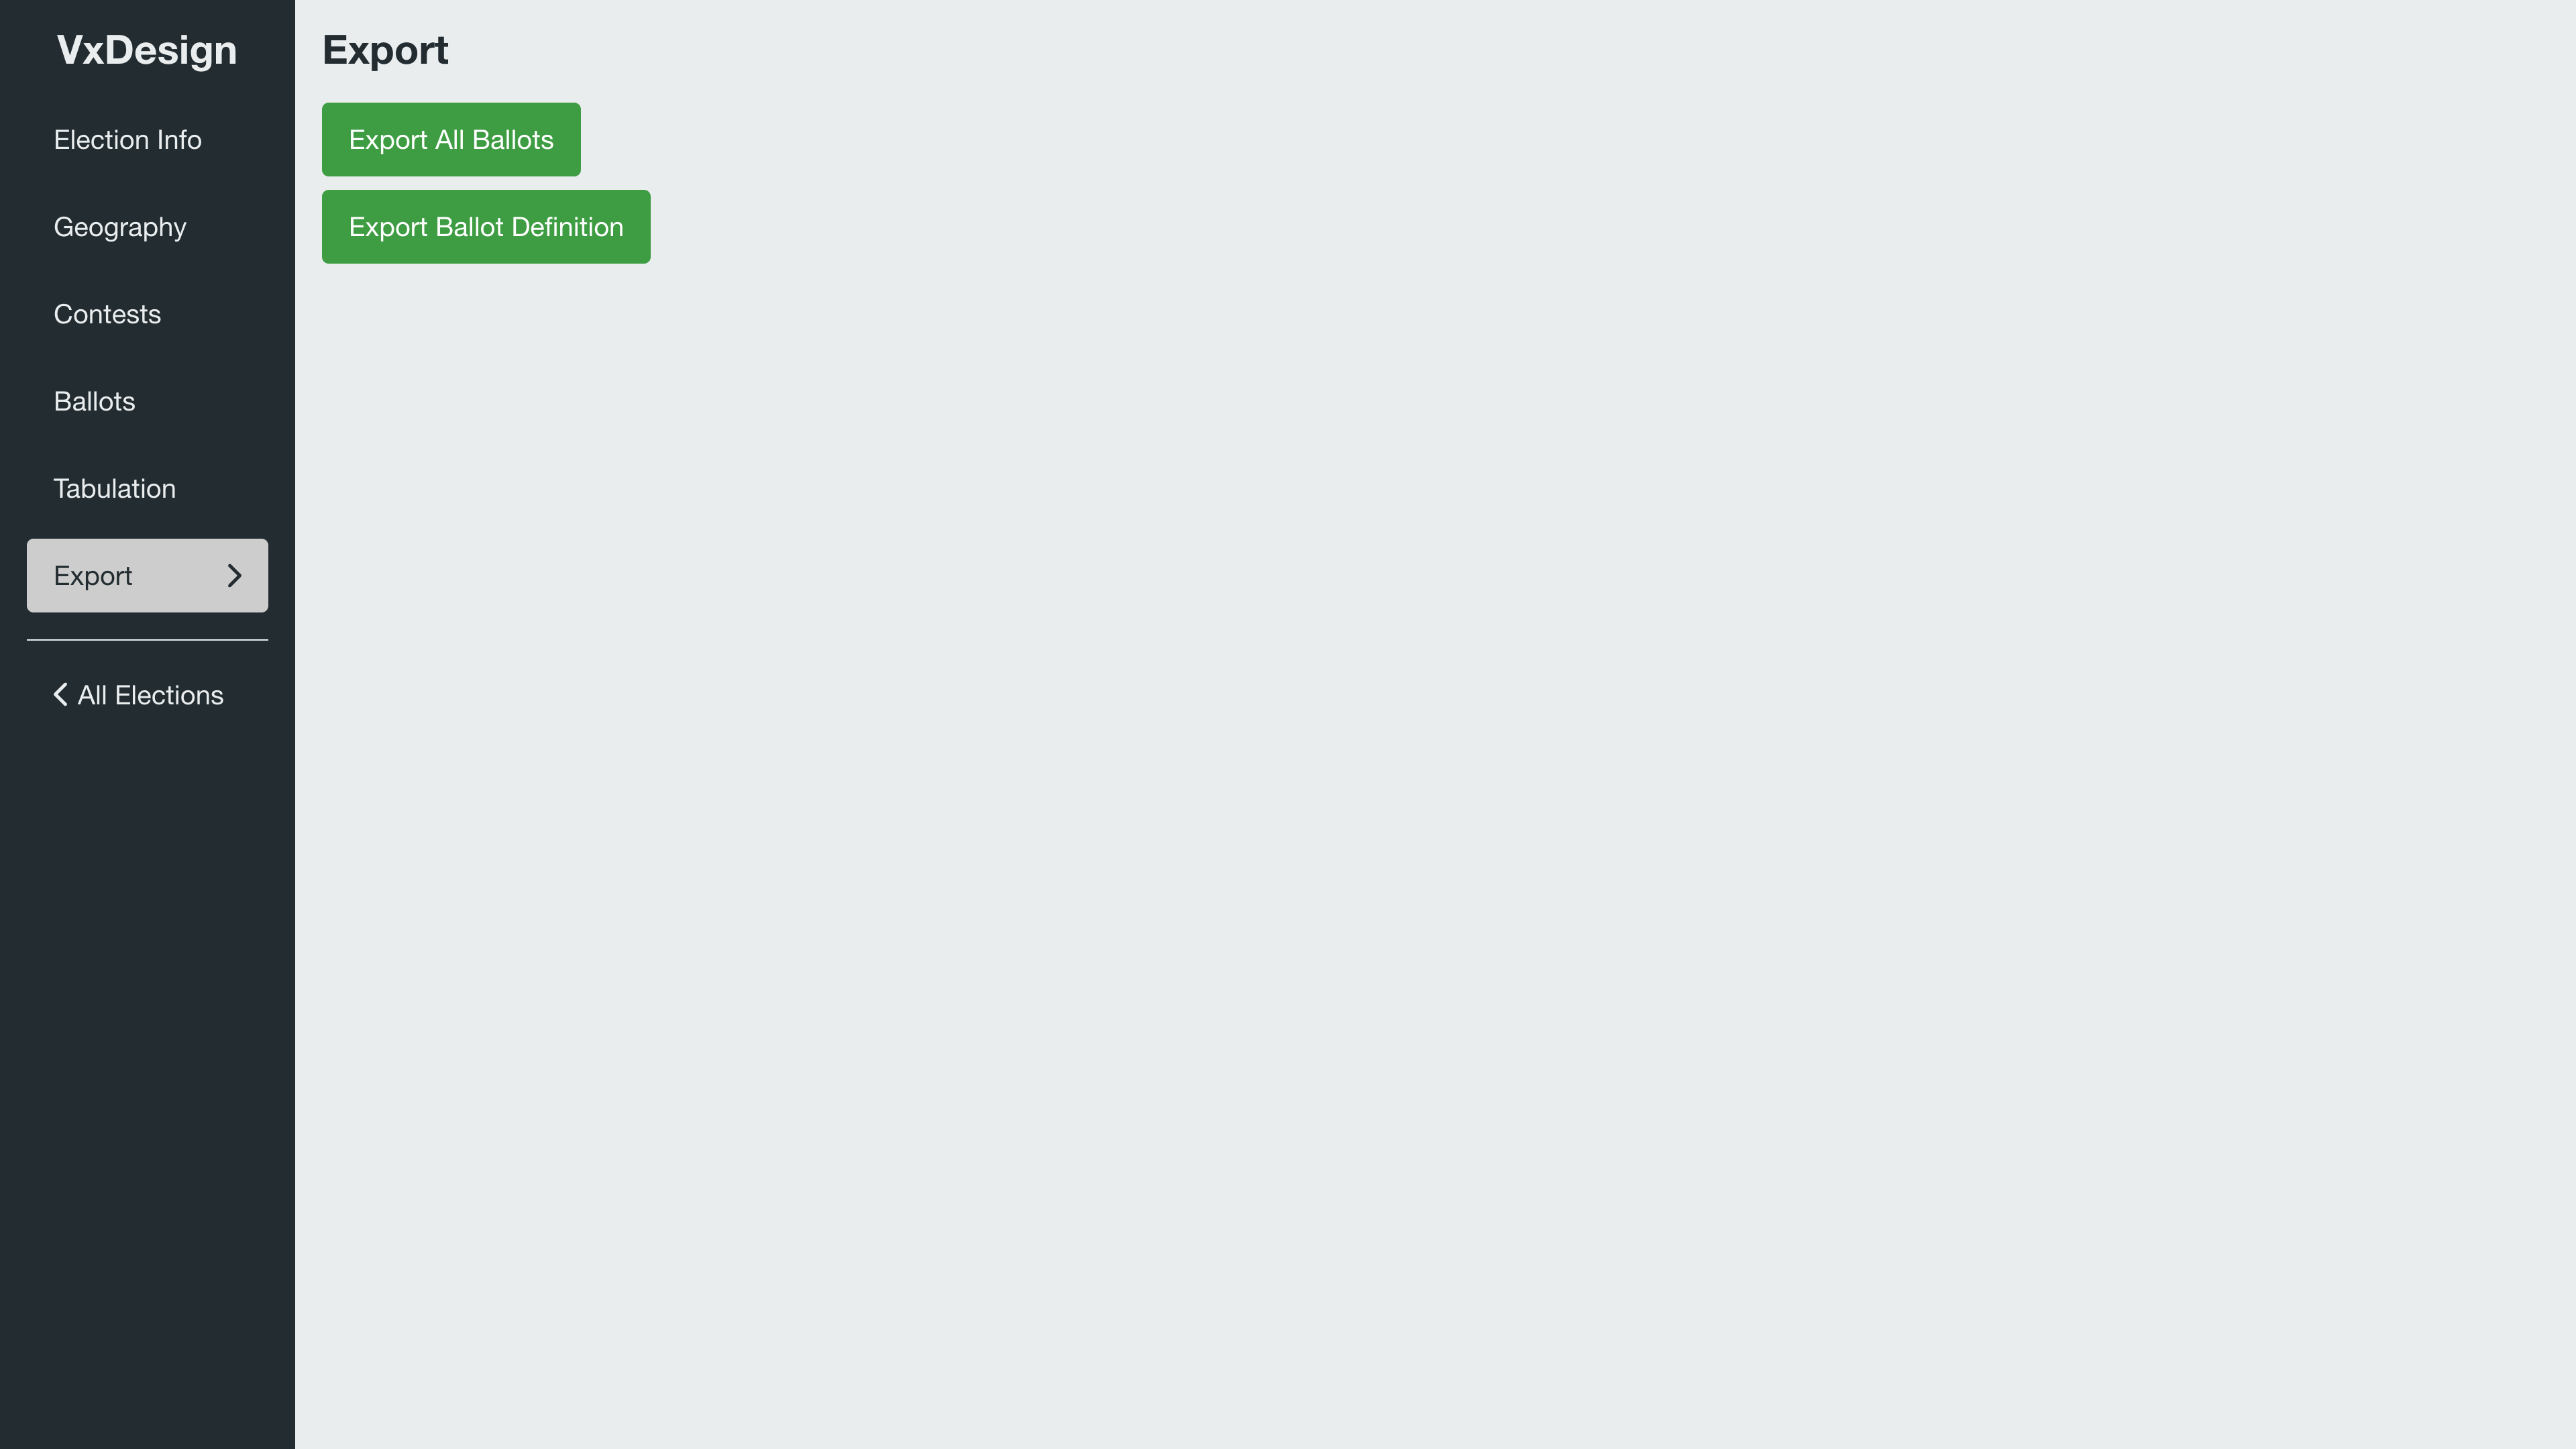 VxDesign
Election Info
Geography
Contests
Ballots
Tabulation
Export
All Elections
Export
Export All Ballots
Export Ballot Definition